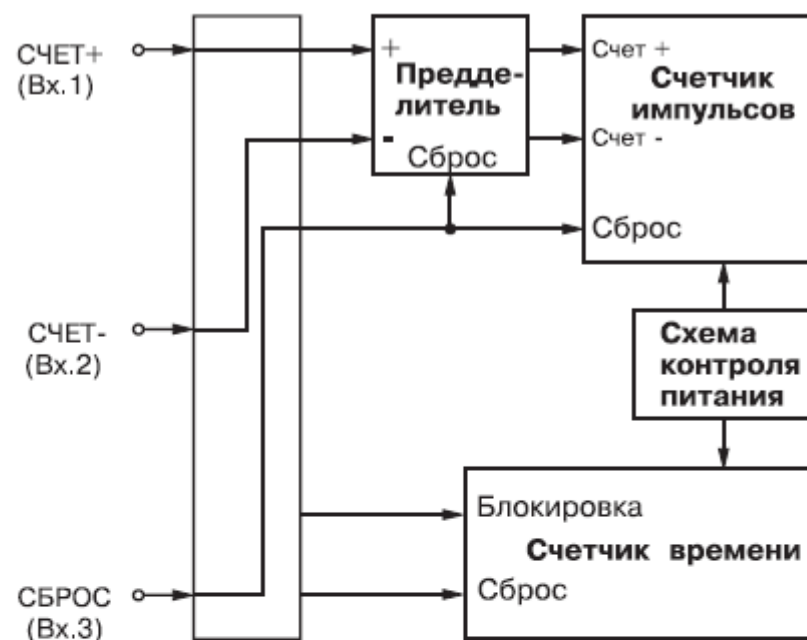 СЧЕТ+
(Вх.1)
+
Предде-
литель
-
Сброс
Счет +
Счетчик
импульсов
Счет -
Сброс
СЧЕТ-
(Вх.2)
Схема
контроля
питания
Блокировка
Счетчик времени
Сброс
СБРОС
(Вх.3)